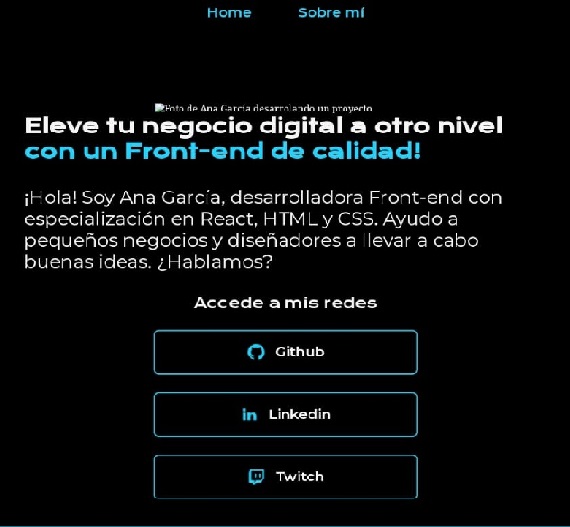 Home Sobre mí
Foto de Ana García desarrolando un proyecto
Eleve tu negocio digital a otro nivel
con un Front-end de calidad!
¡Hola! Soy Ana García, desarrolladora Front-end con
especialización en React, HTML y CSS. Ayudo a
pequeños negocios y diseñadores a llevar a cabo
buenas ideas. ¿Hablamos?
Accede a mis redes
Github
Linkedin
Twitch